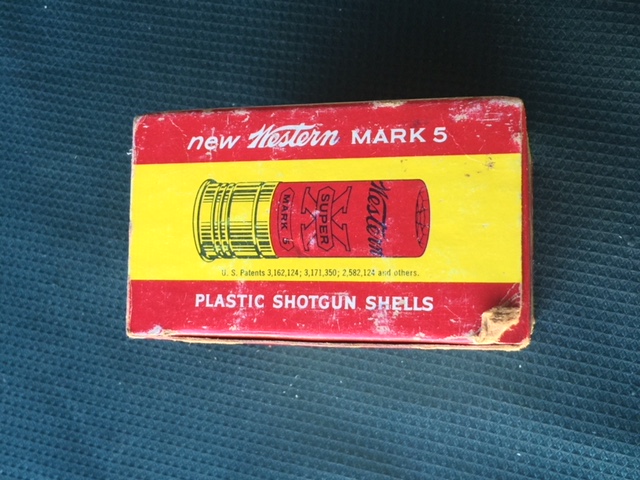 new Western MARK 5
Western
SUPER X
MARK 5
U. S. Patents 3,162,124; 3,171,350; 2,582,124 and others.
PLASTIC SHOTGUN SHELLS